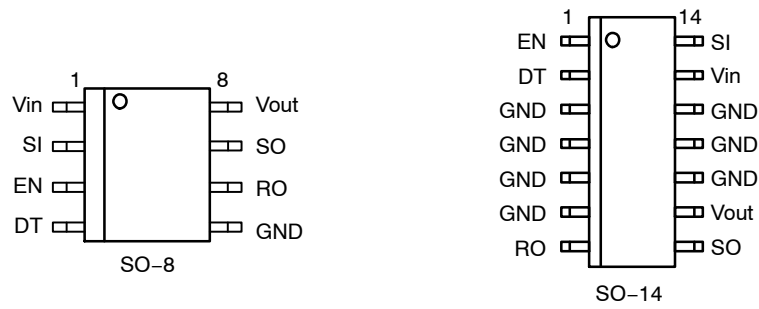 1 8
Vin Vout
SI SO
EN RO
DT GND
SO−8
1 14
EN SI
DT Vin
GND GND
GND GND
GND GND
GND Vout
RO SO
SO−14